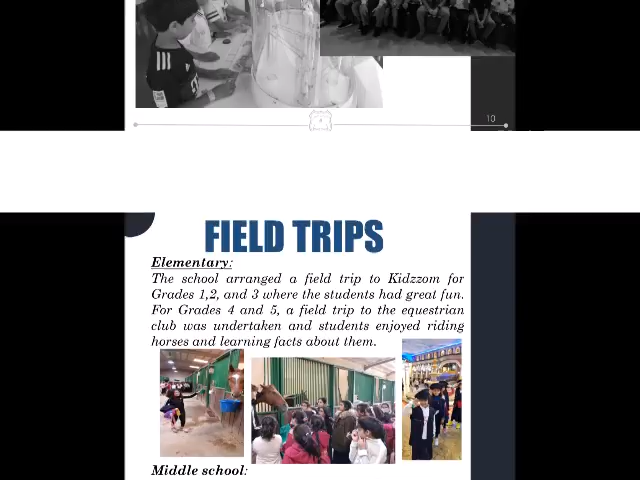 10
FIELD TRIPS
Elementary:
The school arranged a field trip to Kidzzom for
Grades 1,2, and 3 where the students had great fun.
For Grades 4 and 5, a field trip to the equestrian
club was undertaken and students enjoyed riding
horses and learning facts about them.
Middle school: